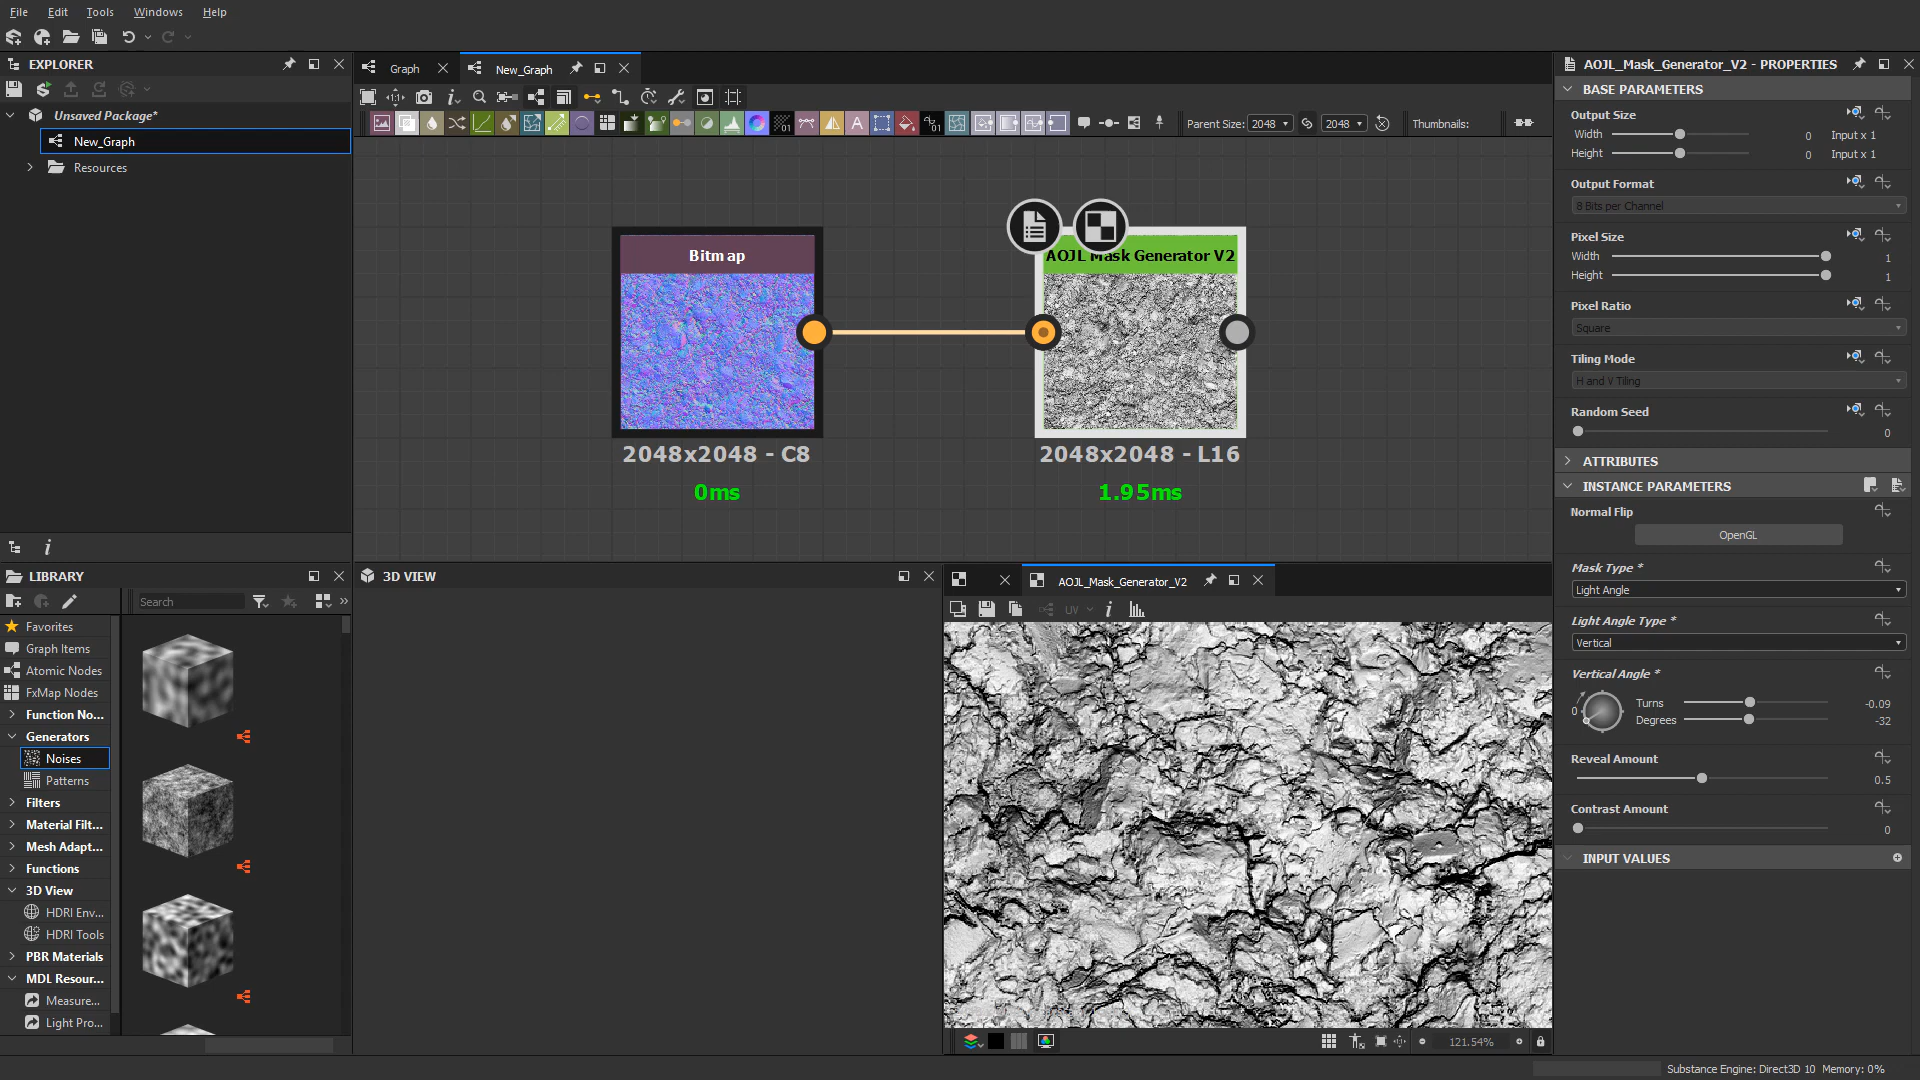 File Edit Tools Windows Help
EXPLORER
Unsaved Package*
New_Graph
Resources
LIBRARY
Search
Favorites
Graph Items
Atomic Nodes
FxMap Nodes
Function No...
Generators
Noises
Patterns
Filters
Material Filt...
Mesh Adapt...
Functions
3D View
HDRI Env...
HDRI Tools
PBR Materials
MDL Resour...
Measure...
Light Pro...
Graph
New_Graph
Parent Size: 2048 2048 Thumbnails:
Bitmap
2048x2048 - C8
0ms
AOJL Mask Generator V2
2048x2048 - L16
1.95ms
3D VIEW
AOJL_Mask_Generator_V2
UV
121.54%
AOJL_Mask_Generator_V2 - PROPERTIES
BASE PARAMETERS
Output Size
Width 0 Input x 1
Height 0 Input x 1
Output Format
8 Bits per Channel
Pixel Size
Width 1
Height 1
Pixel Ratio
Square
Tiling Mode
H and V Tiling
Random Seed
0
ATTRIBUTES
INSTANCE PARAMETERS
Normal Flip
OpenGL
Mask Type *
Light Angle
Light Angle Type *
Vertical
Vertical Angle *
0 Turns -0.09
Degrees -32
Reveal Amount
0.5
Contrast Amount
0
INPUT VALUES
Substance Engine: Direct3D 10 Memory: 0%